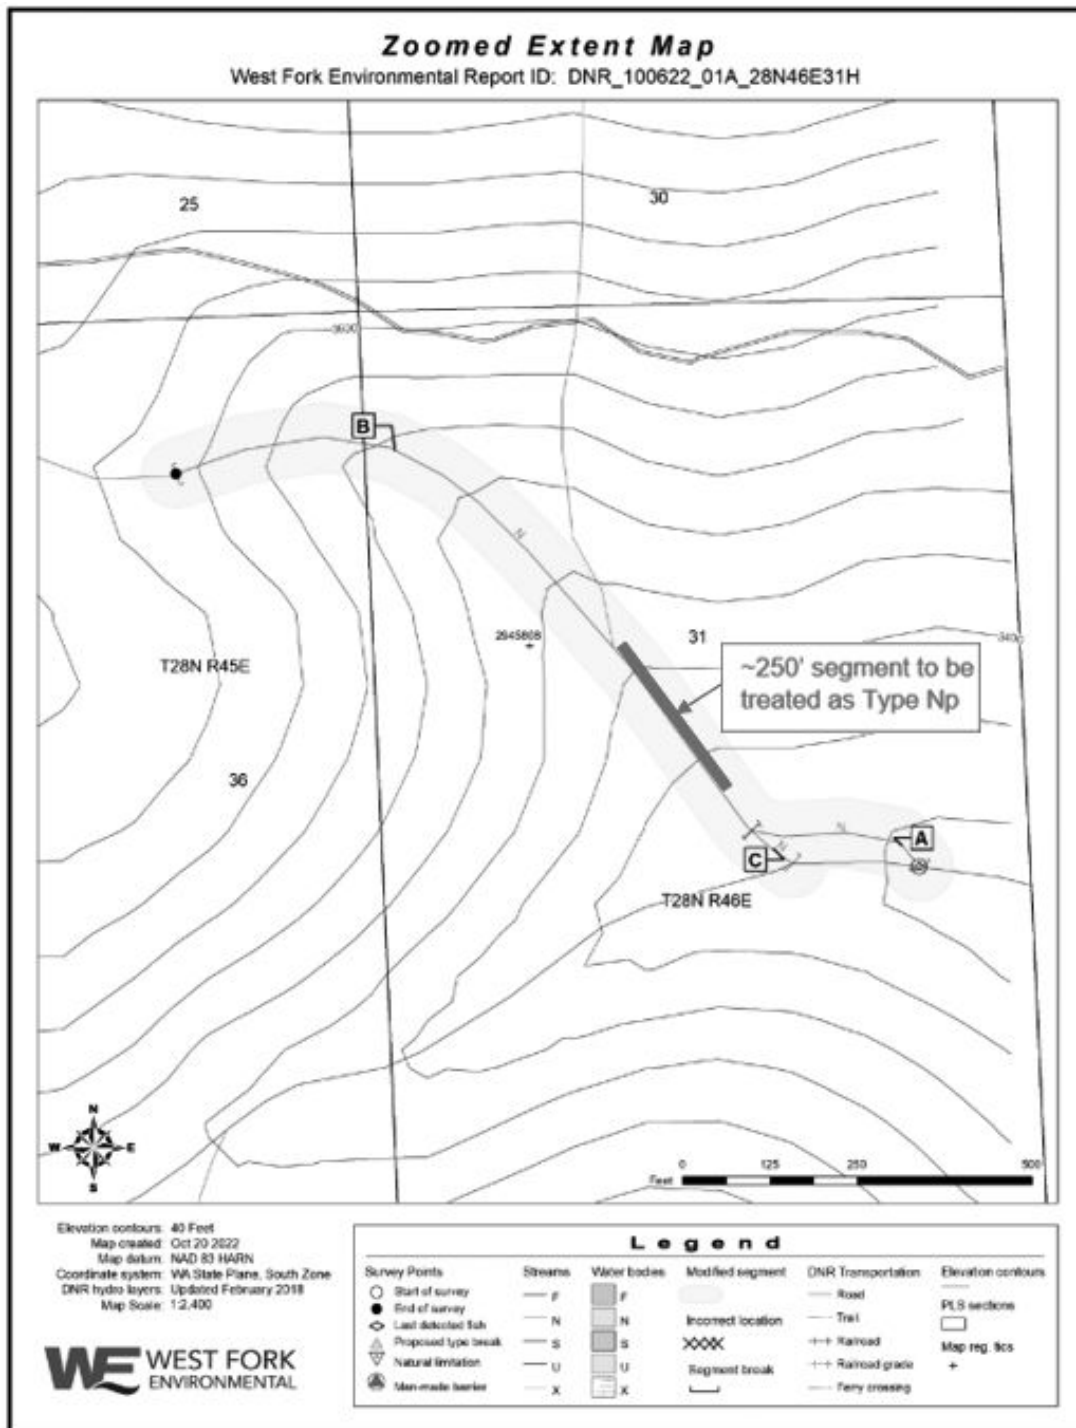 Zoomed Extent Map
West Fork Environmental Report ID: DNR_100622_01A_28N46E31H
25
30
3600
B
N
2945808
31
3400
T28N R45E
~250' segment to be
treated as Type Np
36
N
A
C
N
T28N R46E
N
W E
S
0 125 250 500
Feet
Elevation contours: 40 Feet
Map created: Oct 20 2022
Map datum: NAD 83 HARN
Coordinate system: WA State Plane, South Zone
DNR hydro layers: Updated February 2018
Map Scale: 1:2,400
WE WEST FORK
ENVIRONMENTAL
Legend
Survey Points
Start of survey
End of survey
Last detected fish
Proposed type break
Natural limitation
Man-made barrier
Streams
F
N
S
U
X
Water bodies
F
N
S
U
X
Modified segment
Incorrect location
Segment break
DNR Transportation
Road
Trail
Railroad
Railroad grade
Ferry crossing
Elevation contours
PLS sections
Map reg. tics